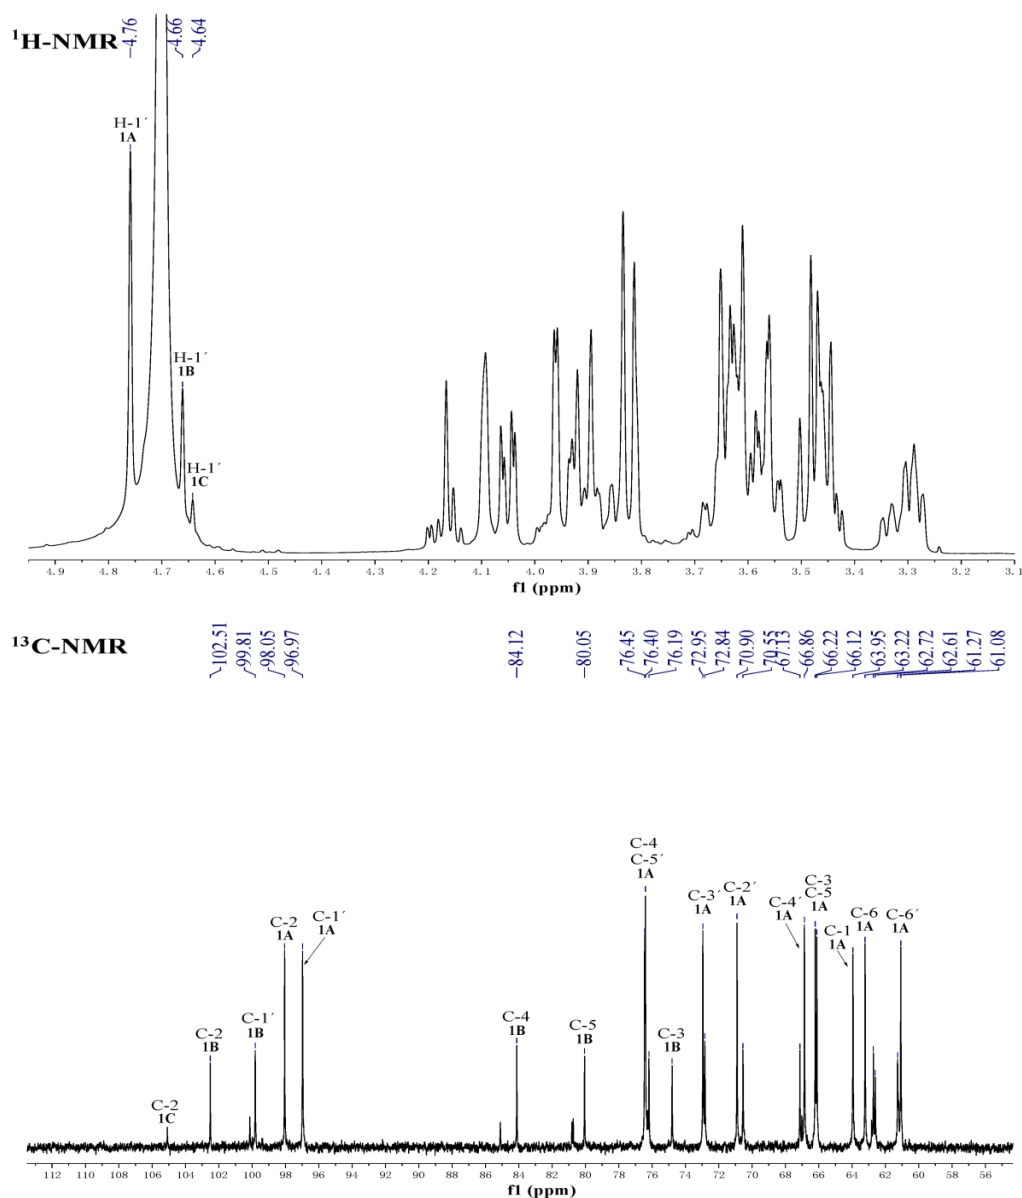 ¹H-NMR
4.76
4.66
4.64
H-1´
1A
H-1´
1B
H-1´
1C
4.9 4.8 4.7 4.6 4.5 4.4 4.3 4.2 4.1 4.0 3.9 3.8 3.7 3.6 3.5 3.4 3.3 3.2 3.1
f1 (ppm)
¹³C-NMR
102.51
99.81
98.05
96.97
84.12
80.05
76.45
76.40
76.19
72.95
72.84
70.90
70.55
67.13
66.86
66.22
66.12
63.95
63.22
62.72
62.61
61.27
61.08
C-2
1C
C-2
1B
C-1´
1B
C-2
1A
C-1´
1A
C-4
1B
C-5
1B
C-4
C-5´
1A
C-3
1B
C-3´
1A
C-2´
1A
C-4´
1A
C-3
C-5
1A
C-1
1A
C-6
1A
C-6´
1A
112 110 108 106 104 102 100 98 96 94 92 90 88 86 84 82 80 78 76 74 72 70 68 66 64 62 60 58 56
f1 (ppm)